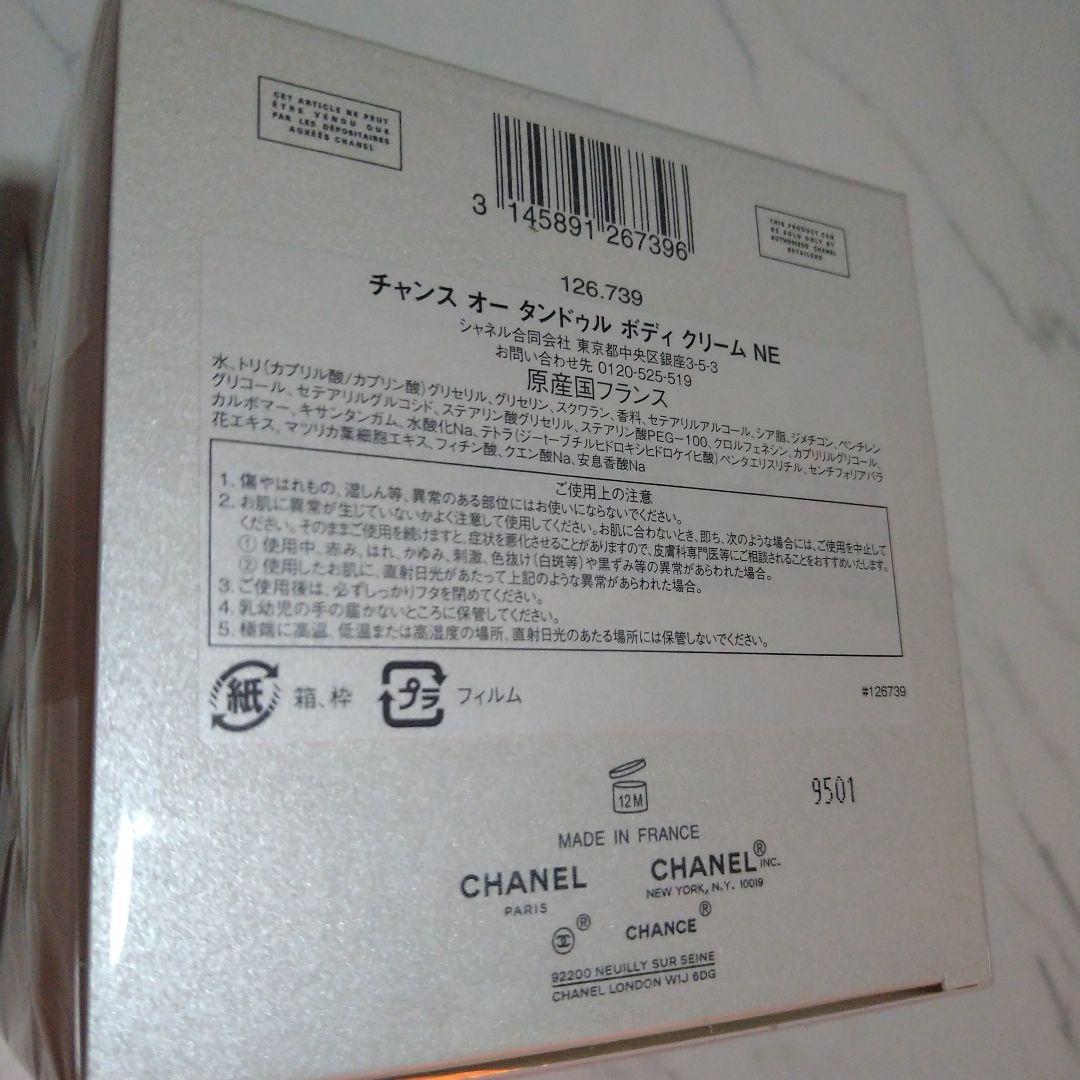 CET ARTICLE NE PEUT
ÊTRE VENDU QUE
PAR LES DÉPOSITAIRES
AGRÉÉS CHANEL
3 145891 267396
THIS PRODUCT CAN
BE SOLD ONLY BY
AUTHORIZED CHANEL
RETAILERS
126.739
チャンス オー タンドゥル ボディ クリーム NE
シャネル合同会社 東京都中央区銀座3-5-3
お問い合わせ先 0120-525-519
原産国フランス
水、トリ(カプリル酸/カプリン酸)グリセリル、グリセリン、スクワラン、香料、セテアリルアルコール、シア脂、ジメチコン、ペンチレン
グリコール、セテアリルグルコシド、ステアリン酸グリセリル、ステアリン酸PEG-100、クロルフェネシン、カプリリルグリコール、
カルボマー、キサンタンガム、水酸化Na、テトラ(ジ-t-ブチルヒドロキシヒドロケイヒ酸)ペンタエリスリチル、センチフォリアバラ
花エキス、マツリカ葉細胞エキス、フィチン酸、クエン酸Na、安息香酸Na
ご使用上の注意
1. 傷やはれもの、湿しん等、異常のある部位にはお使いにならないでください。
2. お肌に異常が生じていないかよく注意して使用してください。お肌に合わないとき、即ち、次のような場合には、ご使用を中止して
ください。そのままご使用を続けますと、症状を悪化させることがありますので、皮膚科専門医等にご相談されることをおすすめいたします。
① 使用中、赤み、はれ、かゆみ、刺激、色抜け(白斑等)や黒ずみ等の異常があらわれた場合。
② 使用したお肌に、直射日光があたって上記のような異常があらわれた場合。
3. ご使用後は、必ずしっかりフタを閉めてください。
4. 乳幼児の手の届かないところに保管してください。
5. 極端に高温、低温または高湿度の場所、直射日光のあたる場所には保管しないでください。
紙 箱、枠 プラ フィルム
#126739
12M
9501
MADE IN FRANCE
CHANEL
PARIS
CHANEL® INC.
NEW YORK, N.Y. 10019
®
CHANCE®
92200 NEUILLY SUR SEINE
CHANEL LONDON W1J 6DG